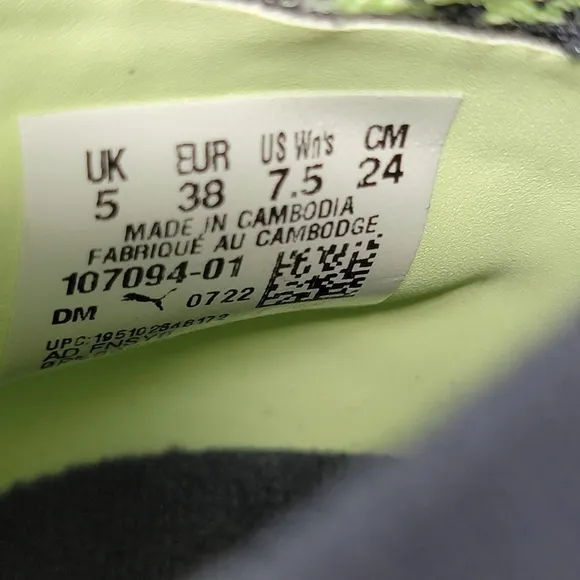 UK EUR US Wn's CM
5 38 7.5 24
MADE IN CAMBODIA
FABRIQUÉ AU CAMBODGE
107094-01
DM 0722
UPC: